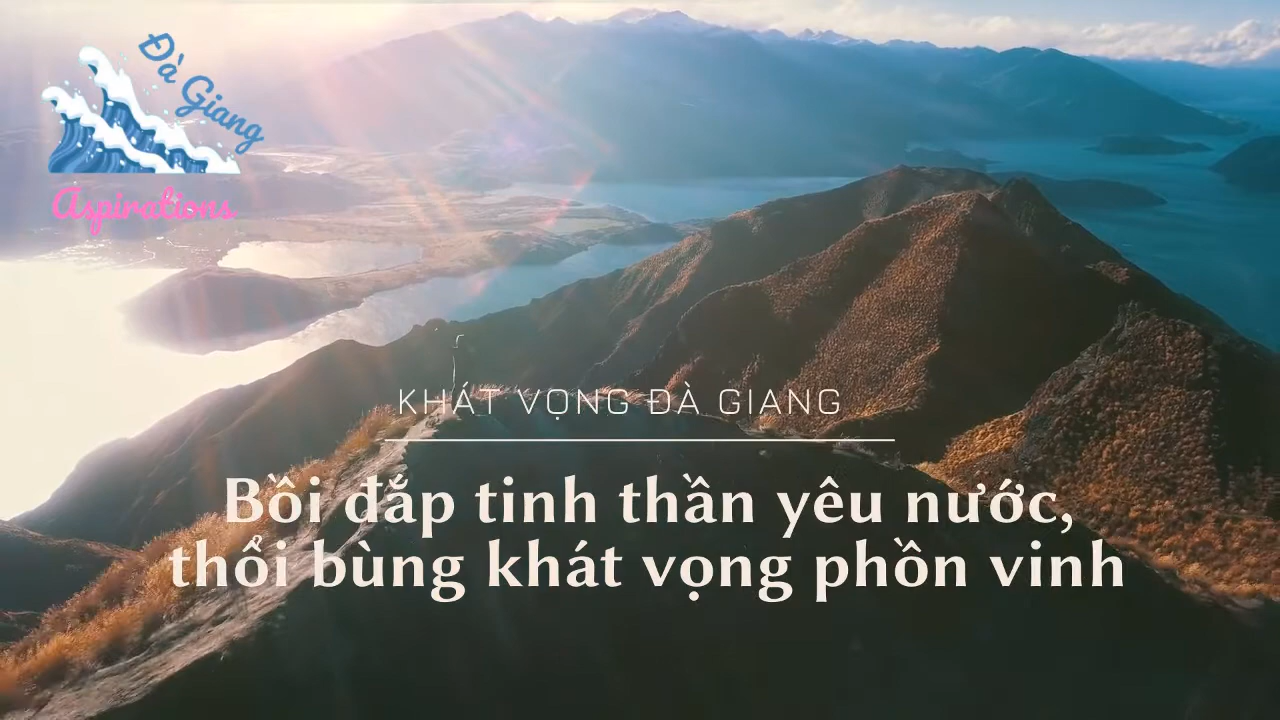 Đà Giang
Aspirations
KHÁT VỌNG ĐÀ GIANG
Bồi đắp tinh thần yêu nước,
thổi bùng khát vọng phồn vinh